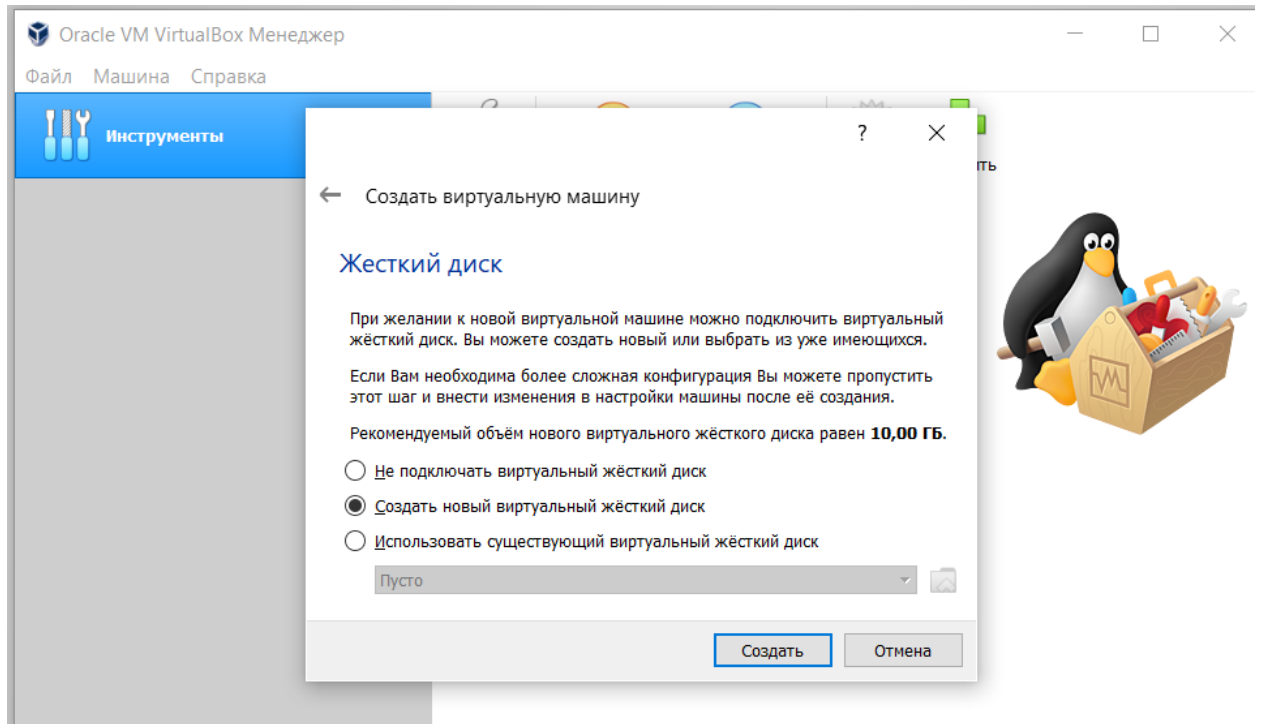 Oracle VM VirtualBox Менеджер
Файл Машина Справка
Инструменты
?
ть
Создать виртуальную машину
Жесткий диск
При желании к новой виртуальной машине можно подключить виртуальный
жёсткий диск. Вы можете создать новый или выбрать из уже имеющихся.
Если Вам необходима более сложная конфигурация Вы можете пропустить
этот шаг и внести изменения в настройки машины после её создания.
Рекомендуемый объём нового виртуального жёсткого диска равен 10,00 ГБ.
Не подключать виртуальный жёсткий диск
Создать новый виртуальный жёсткий диск
Использовать существующий виртуальный жёсткий диск
Пусто
Создать Отмена